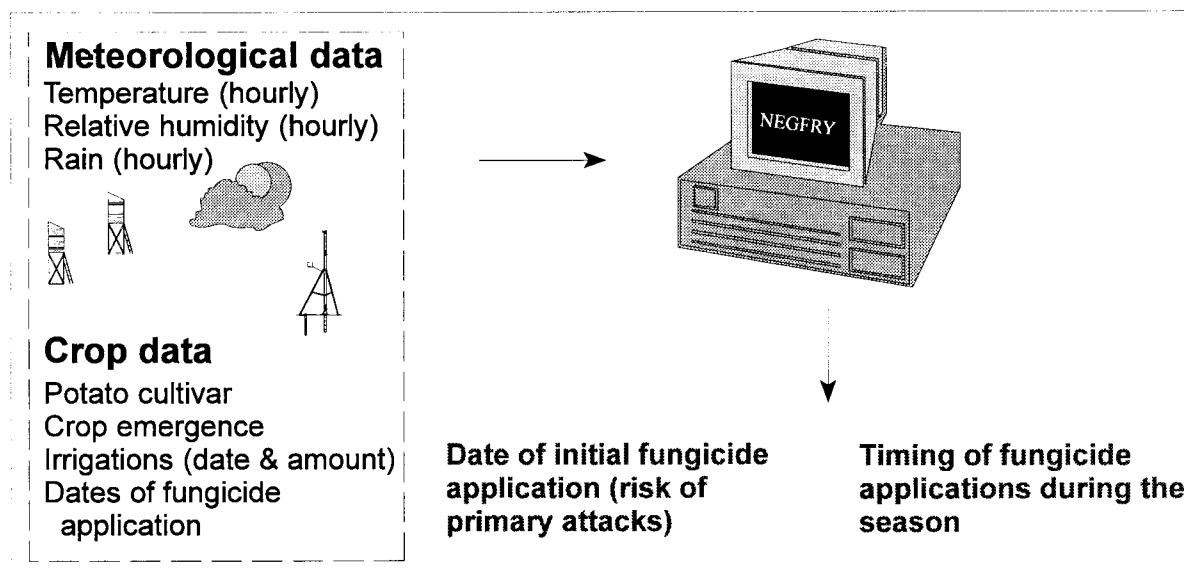 Meteorological data
Temperature (hourly)
Relative humidity (hourly)
Rain (hourly)
NEGFRY
Crop data
Potato cultivar
Crop emergence
Irrigations (date & amount)
Dates of fungicide
application
Date of initial fungicide
application (risk of
primary attacks)
Timing of fungicide
applications during the
season